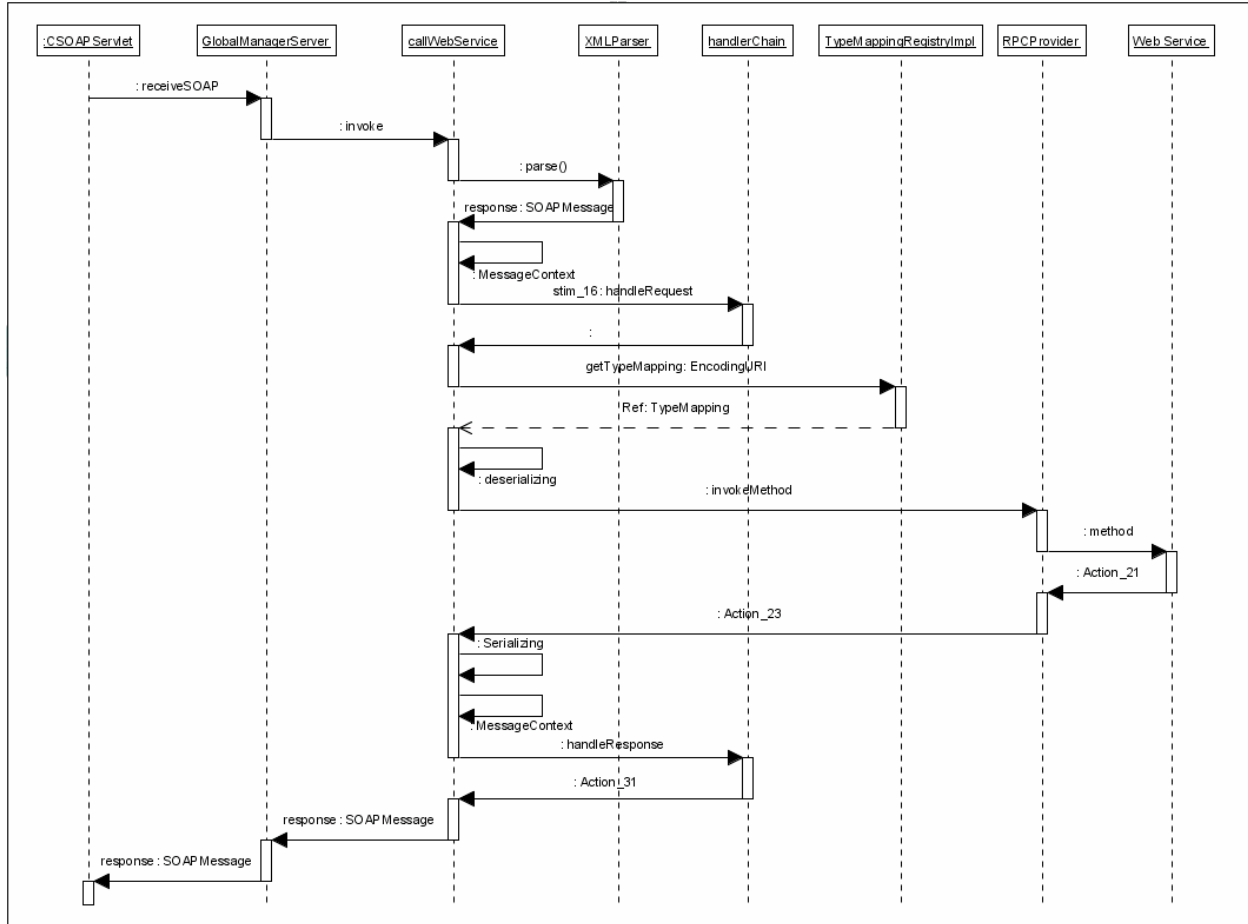 :CSOAPServlet GlobalManagerServer callWebService XMLParser handlerChain TypeMappingRegistryImpl RPCProvider Web Service
: receiveSOAP
: invoke
: parse()
response : SOAPMessage
: MessageContext
stim_16 : handleRequest
:
getTypeMapping: EncodingURI
Ref: TypeMapping
: deserializing
: invokeMethod
: method
: Action_21
: Action_23
: Serializing
: MessageContext
: handleResponse
: Action_31
response : SOAPMessage
response : SOAPMessage